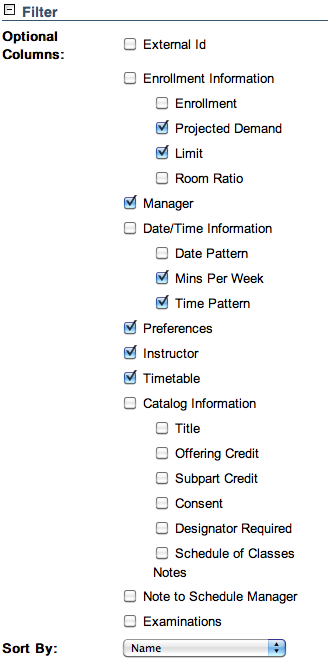 Filter
Optional
Columns:
External Id
Enrollment Information
Enrollment
Projected Demand
Limit
Room Ratio
Manager
Date/Time Information
Date Pattern
Mins Per Week
Time Pattern
Preferences
Instructor
Timetable
Catalog Information
Title
Offering Credit
Subpart Credit
Consent
Designator Required
Schedule of Classes
Notes
Note to Schedule Manager
Examinations
Sort By: Name